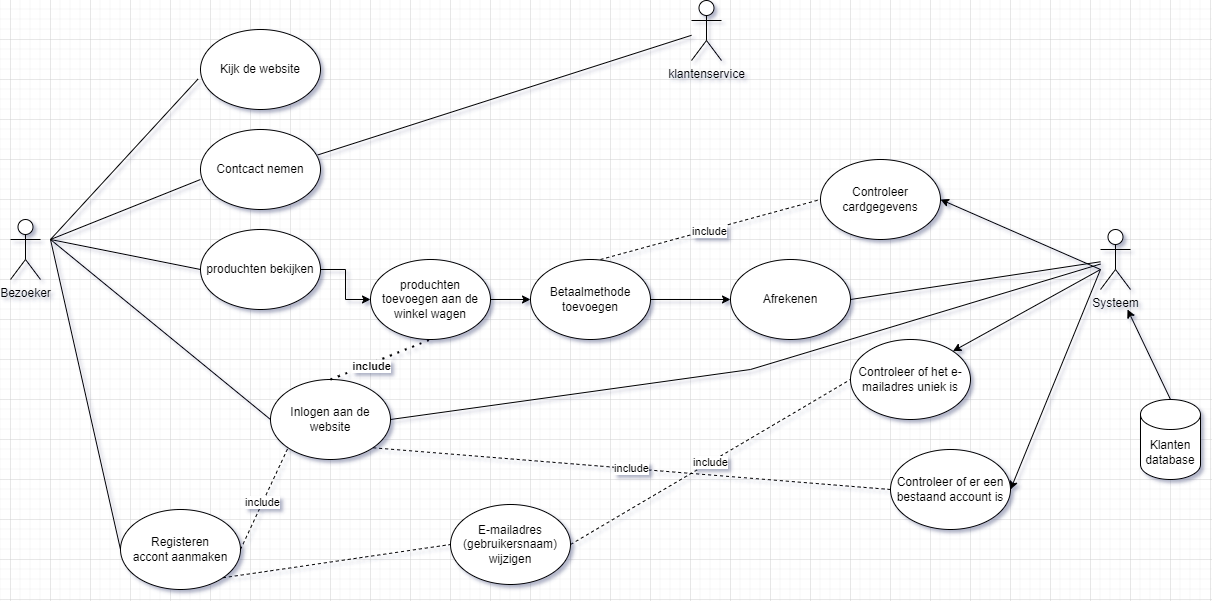 klantenservice
Kijk de website
Contcact nemen
Controleer
cardgegevens
include
Bezoeker
produchten bekijken
producten
toevoegen aan de
winkel wagen
Betaalmethode
toevoegen
Afrekenen
Systeem
include
Controleer of het e-
mailadres uniek is
Inlogen aan de
website
include
include
Klanten
database
Controleer of er een
bestaand account is
include
Registeren
accont aanmaken
E-mailadres
(gebruikersnaam)
wijzigen